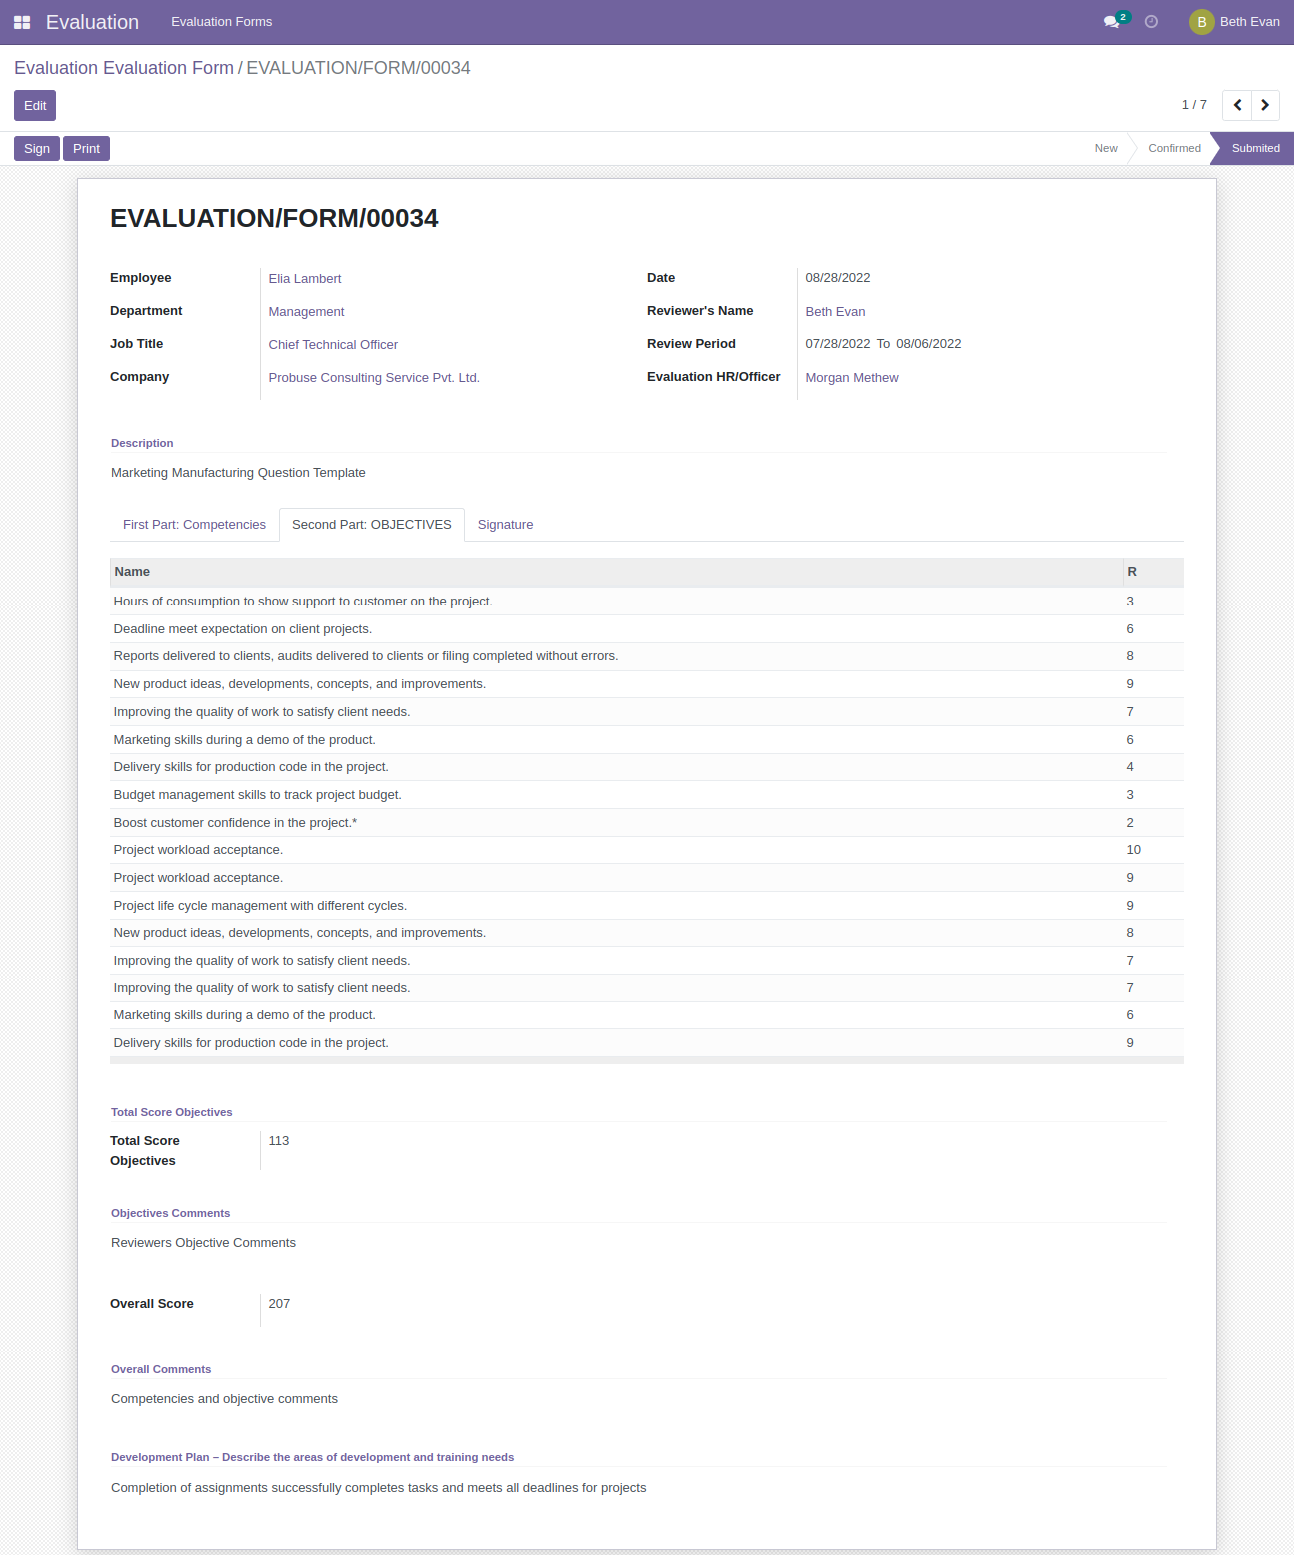 Evaluation Evaluation Forms 2 B Beth Evan
Evaluation Evaluation Form / EVALUATION/FORM/00034
Edit 1 / 7
Sign Print New Confirmed Submited
EVALUATION/FORM/00034
Employee Elia Lambert Date 08/28/2022
Department Management Reviewer's Name Beth Evan
Job Title Chief Technical Officer Review Period 07/28/2022 To 08/06/2022
Company Probuse Consulting Service Pvt. Ltd. Evaluation HR/Officer Morgan Methew
Description
Marketing Manufacturing Question Template
First Part: Competencies Second Part: OBJECTIVES Signature
Name R
Hours of consumption to show support to customer on the project. 3
Deadline meet expectation on client projects. 6
Reports delivered to clients, audits delivered to clients or filing completed without errors. 8
New product ideas, developments, concepts, and improvements. 9
Improving the quality of work to satisfy client needs. 7
Marketing skills during a demo of the product. 6
Delivery skills for production code in the project. 4
Budget management skills to track project budget. 3
Boost customer confidence in the project.* 2
Project workload acceptance. 10
Project workload acceptance. 9
Project life cycle management with different cycles. 9
New product ideas, developments, concepts, and improvements. 8
Improving the quality of work to satisfy client needs. 7
Improving the quality of work to satisfy client needs. 7
Marketing skills during a demo of the product. 6
Delivery skills for production code in the project. 9
Total Score Objectives
Total Score 113
Objectives
Objectives Comments
Reviewers Objective Comments
Overall Score 207
Overall Comments
Competencies and objective comments
Development Plan – Describe the areas of development and training needs
Completion of assignments successfully completes tasks and meets all deadlines for projects